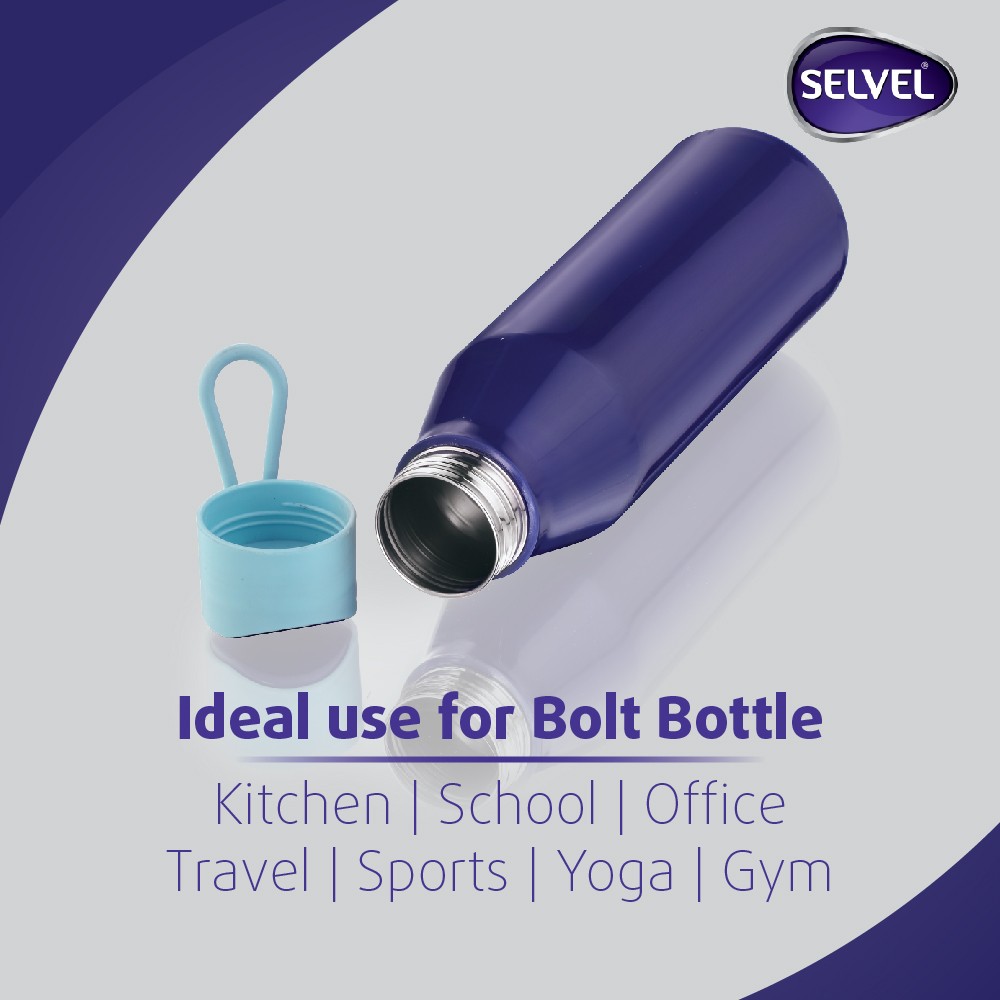 SELVEL®
Ideal use for Bolt Bottle
Kitchen | School | Office
Travel | Sports | Yoga | Gym